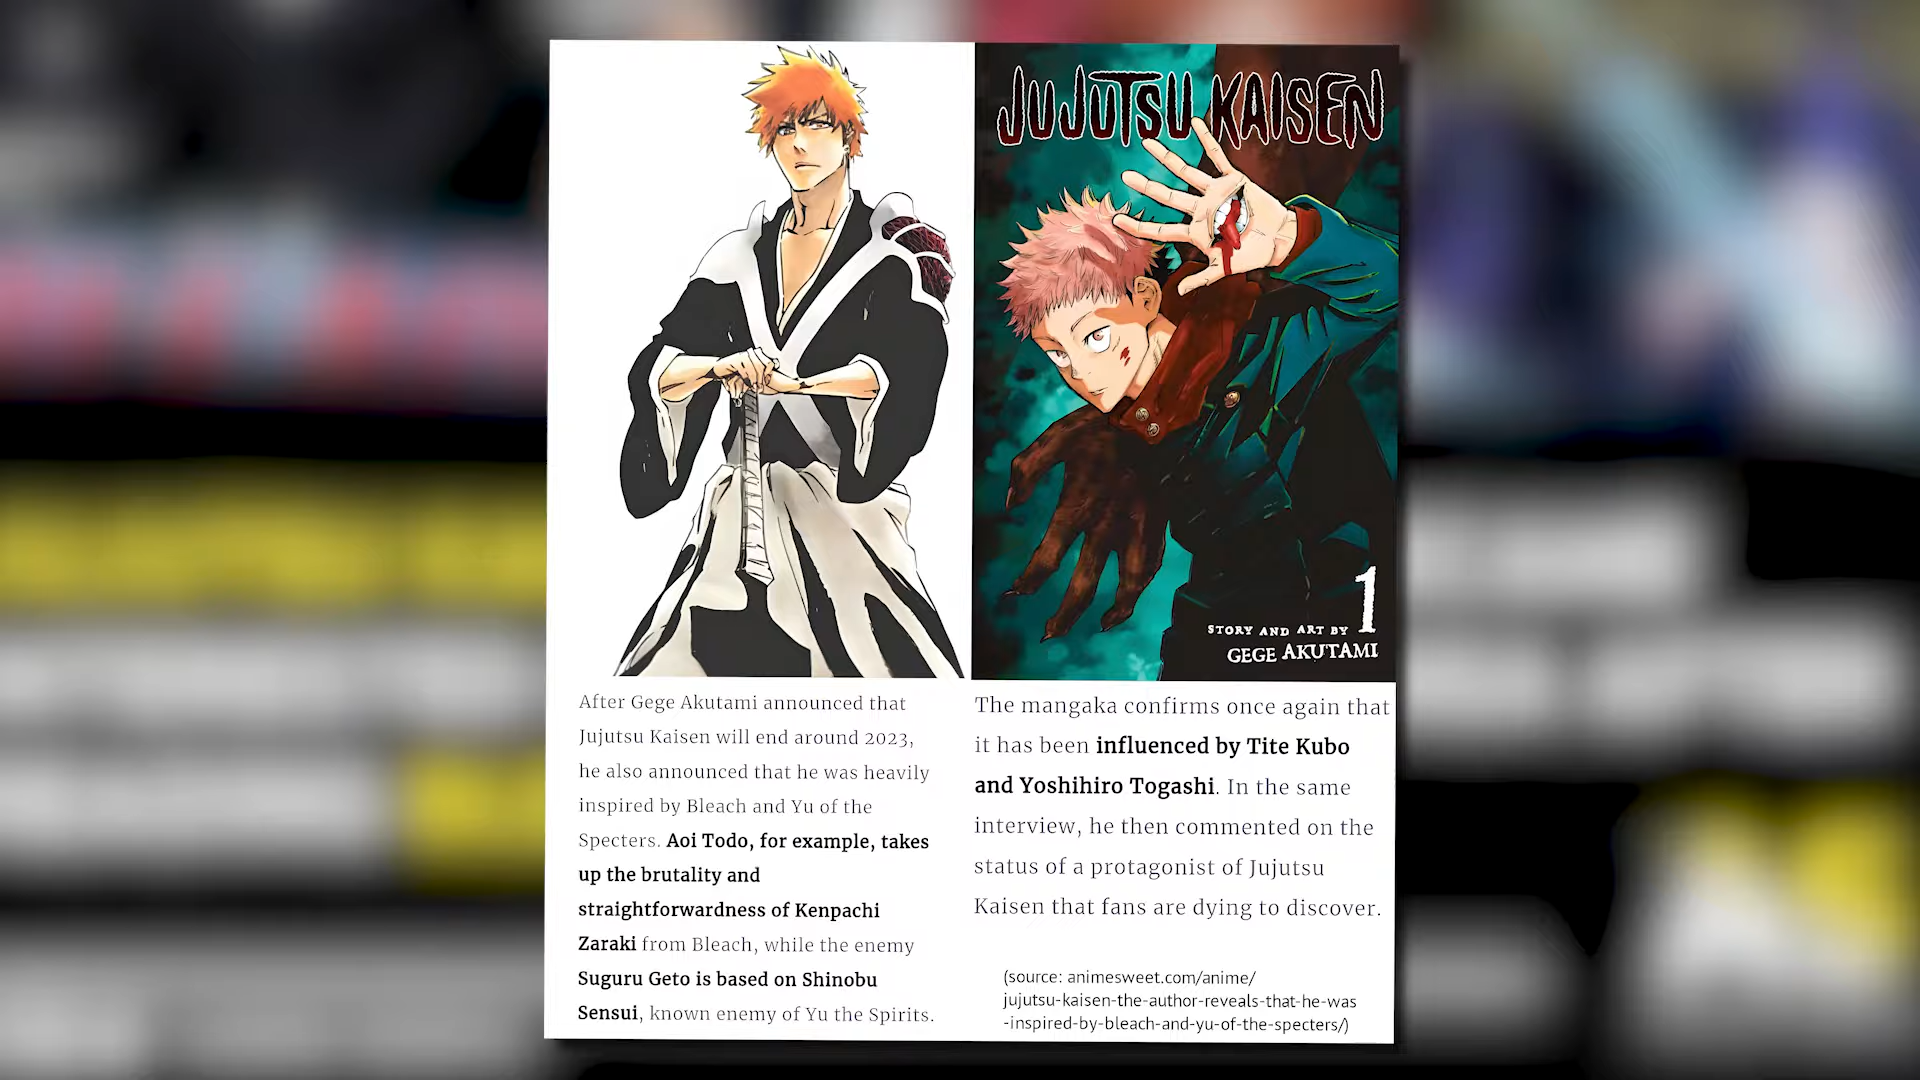 JUJUTSU KAISEN
1
STORY AND ART BY
GEGE AKUTAMI
After Gege Akutami announced that
Jujutsu Kaisen will end around 2023,
he also announced that he was heavily
inspired by Bleach and Yu of the
Specters. Aoi Todo, for example, takes
up the brutality and
straightforwardness of Kenpachi
Zaraki from Bleach, while the enemy
Suguru Geto is based on Shinobu
Sensui, known enemy of Yu the Spirits.
The mangaka confirms once again that
it has been influenced by Tite Kubo
and Yoshihiro Togashi. In the same
interview, he then commented on the
status of a protagonist of Jujutsu
Kaisen that fans are dying to discover.
(source: animesweet.com/anime/
jujutsu-kaisen-the-author-reveals-that-he-was
-inspired-by-bleach-and-yu-of-the-specters/)